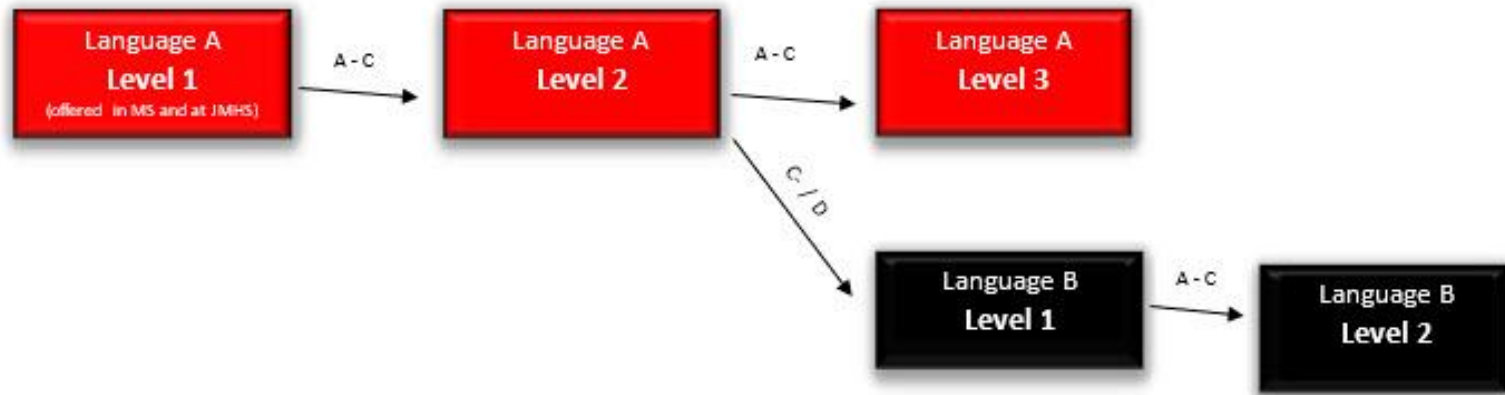 Language A
Level 1
(offered in MS and at JMHS)
A - C
Language A
Level 2
A - C
Language A
Level 3
C- / D
Language B
Level 1
A - C
Language B
Level 2